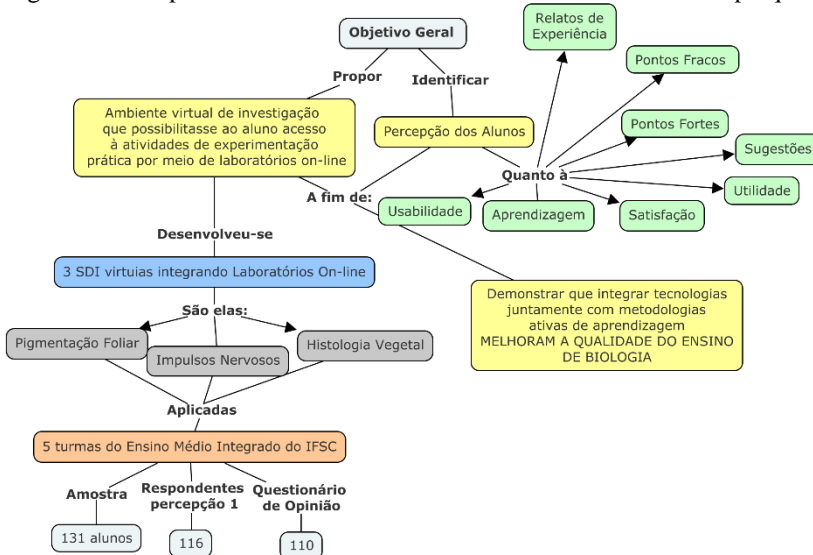 Objetivo Geral
Propor
Identificar
Ambiente virtual de investigação
que possibilitasse ao aluno acesso
à atividades de experimentação
prática por meio de laboratórios on-line
Percepção dos Alunos
Relatos de
Experiência
Pontos Fracos
Pontos Fortes
Sugestões
Quanto à
Utilidade
A fim de:
Usabilidade
Aprendizagem
Satisfação
Desenvolveu-se
3 SDI virtuias integrando Laboratórios On-line
Demonstrar que integrar tecnologias
juntamente com metodologias
ativas de aprendizagem
MELHORAM A QUALIDADE DO ENSINO
DE BIOLOGIA
São elas:
Pigmentação Foliar
Impulsos Nervosos
Histologia Vegetal
Aplicadas
5 turmas do Ensino Médio Integrado do IFSC
Amostra
Respondentes
percepção 1
Questionário
de Opinião
131 alunos
116
110